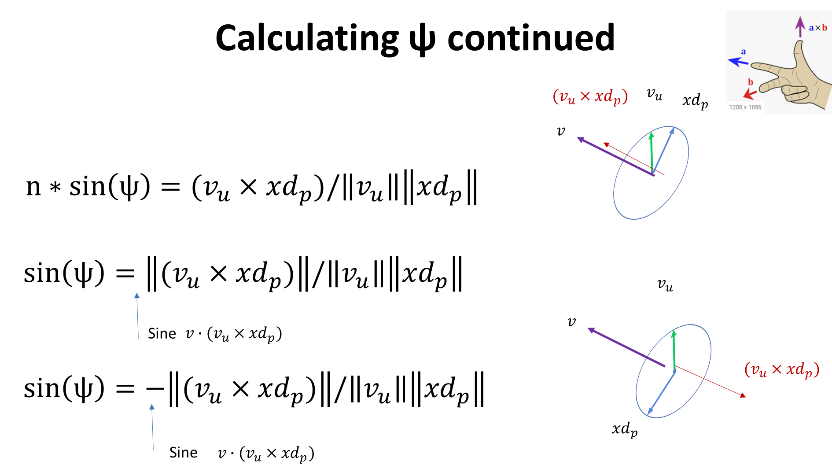 Calculating ψ continued
a×b
a
b
1200 × 1086
(v_u × xd_p)
v_u
xd_p
v
n ∗ sin(ψ) = (v_u × xd_p)/‖v_u‖‖xd_p‖
sin(ψ) = ‖(v_u × xd_p)‖/‖v_u‖‖xd_p‖
Sine v · (v_u × xd_p)
v_u
v
(v_u × xd_p)
xd_p
sin(ψ) = −‖(v_u × xd_p)‖/‖v_u‖‖xd_p‖
Sine v · (v_u × xd_p)